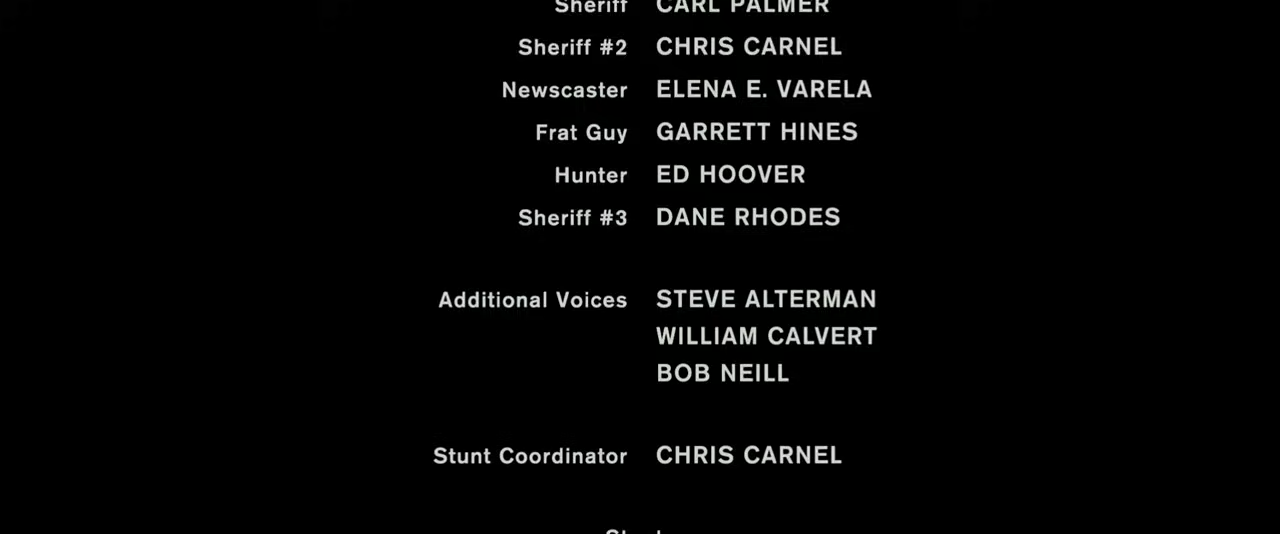 Sheriff CARL PALMER
Sheriff #2 CHRIS CARNEL
Newscaster ELENA E. VARELA
Frat Guy GARRETT HINES
Hunter ED HOOVER
Sheriff #3 DANE RHODES
Additional Voices STEVE ALTERMAN
WILLIAM CALVERT
BOB NEILL
Stunt Coordinator CHRIS CARNEL